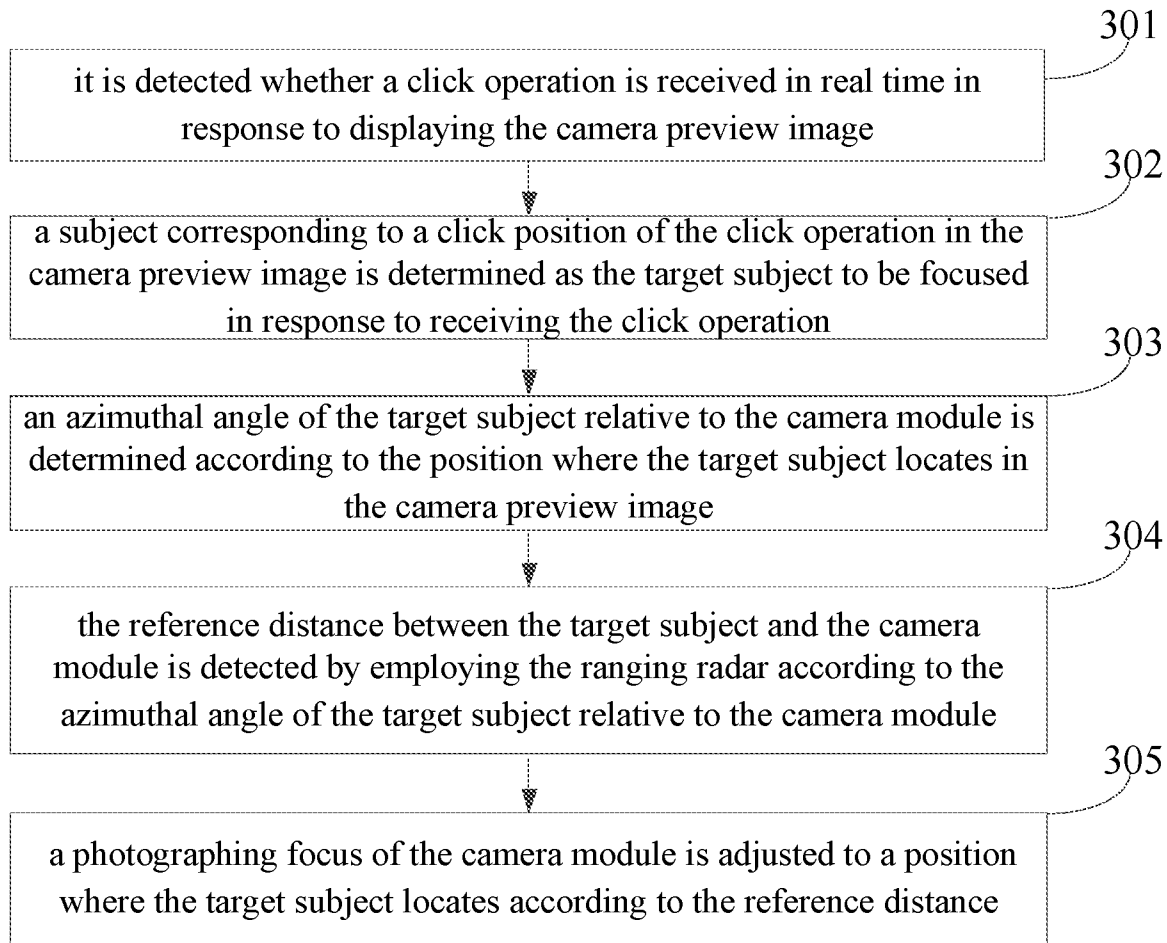 301
it is detected whether a click operation is received in real time in
response to displaying the camera preview image
302
a subject corresponding to a click position of the click operation in the
camera preview image is determined as the target subject to be focused
in response to receiving the click operation
303
an azimuthal angle of the target subject relative to the camera module is
determined according to the position where the target subject locates in
the camera preview image
304
the reference distance between the target subject and the camera
module is detected by employing the ranging radar according to the
azimuthal angle of the target subject relative to the camera module
305
a photographing focus of the camera module is adjusted to a position
where the target subject locates according to the reference distance